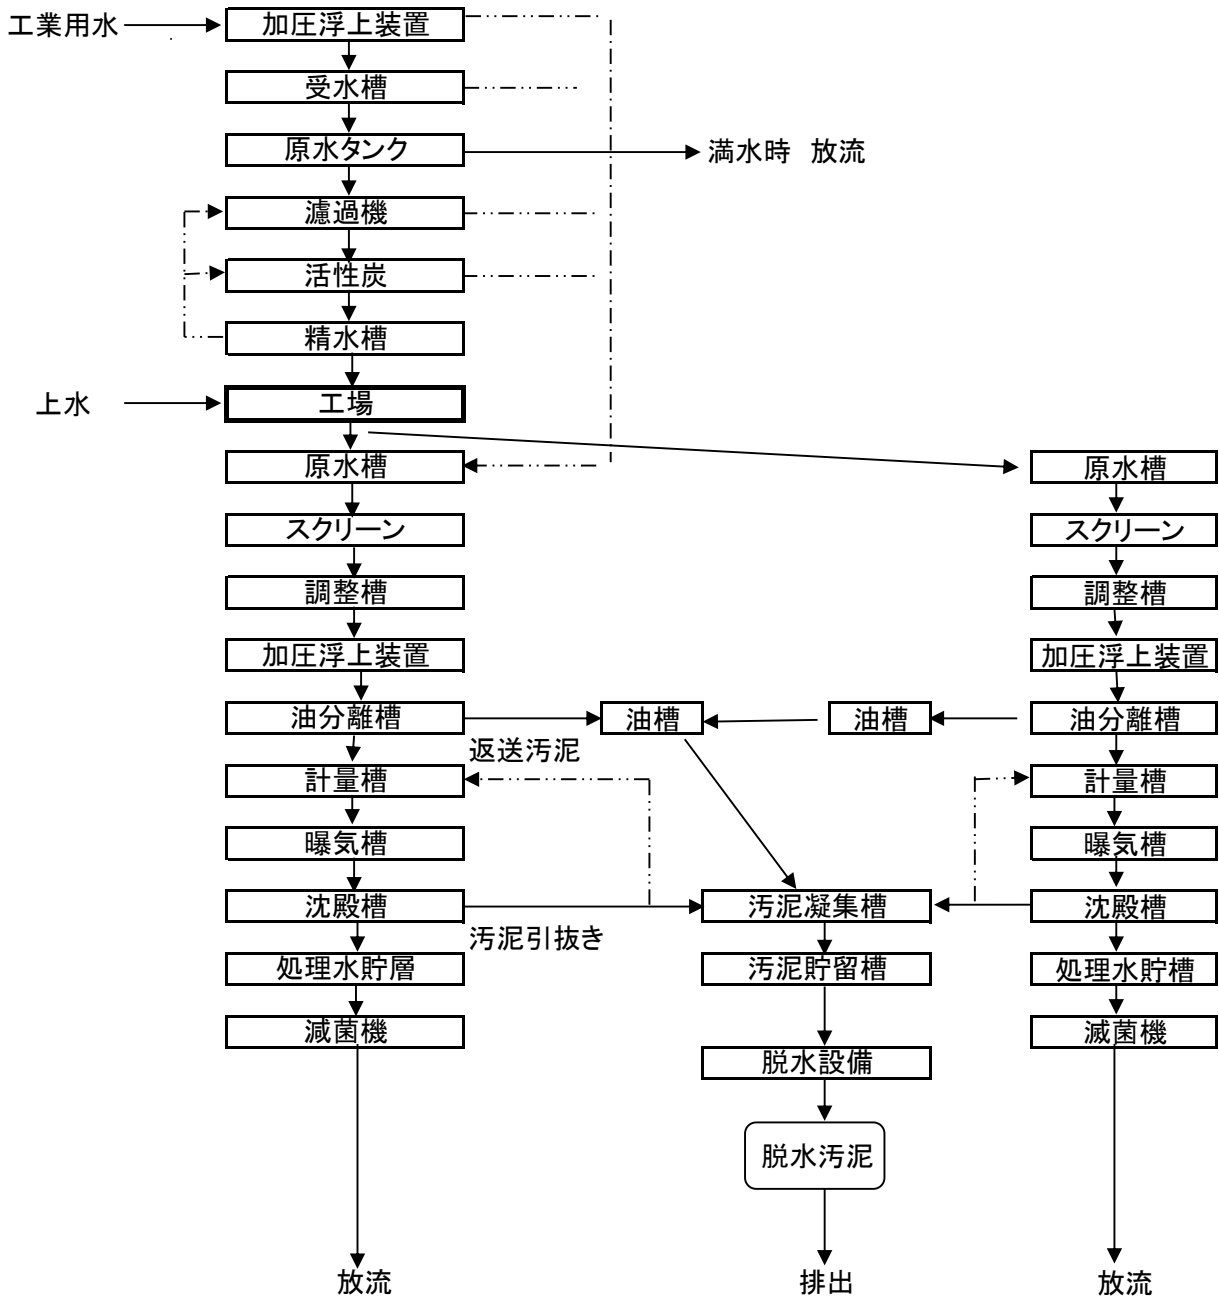 工業用水
加圧浮上装置
受水槽
原水タンク
満水時　放流
濾過機
活性炭
精水槽
上水
工場
原水槽
スクリーン
調整槽
加圧浮上装置
油分離槽
返送汚泥
計量槽
曝気槽
沈殿槽
汚泥引抜き
処理水貯層
減菌機
放流
油槽
油槽
汚泥凝集槽
汚泥貯留槽
脱水設備
脱水汚泥
排出
原水槽
スクリーン
調整槽
加圧浮上装置
油分離槽
計量槽
曝気槽
沈殿槽
処理水貯槽
滅菌機
放流